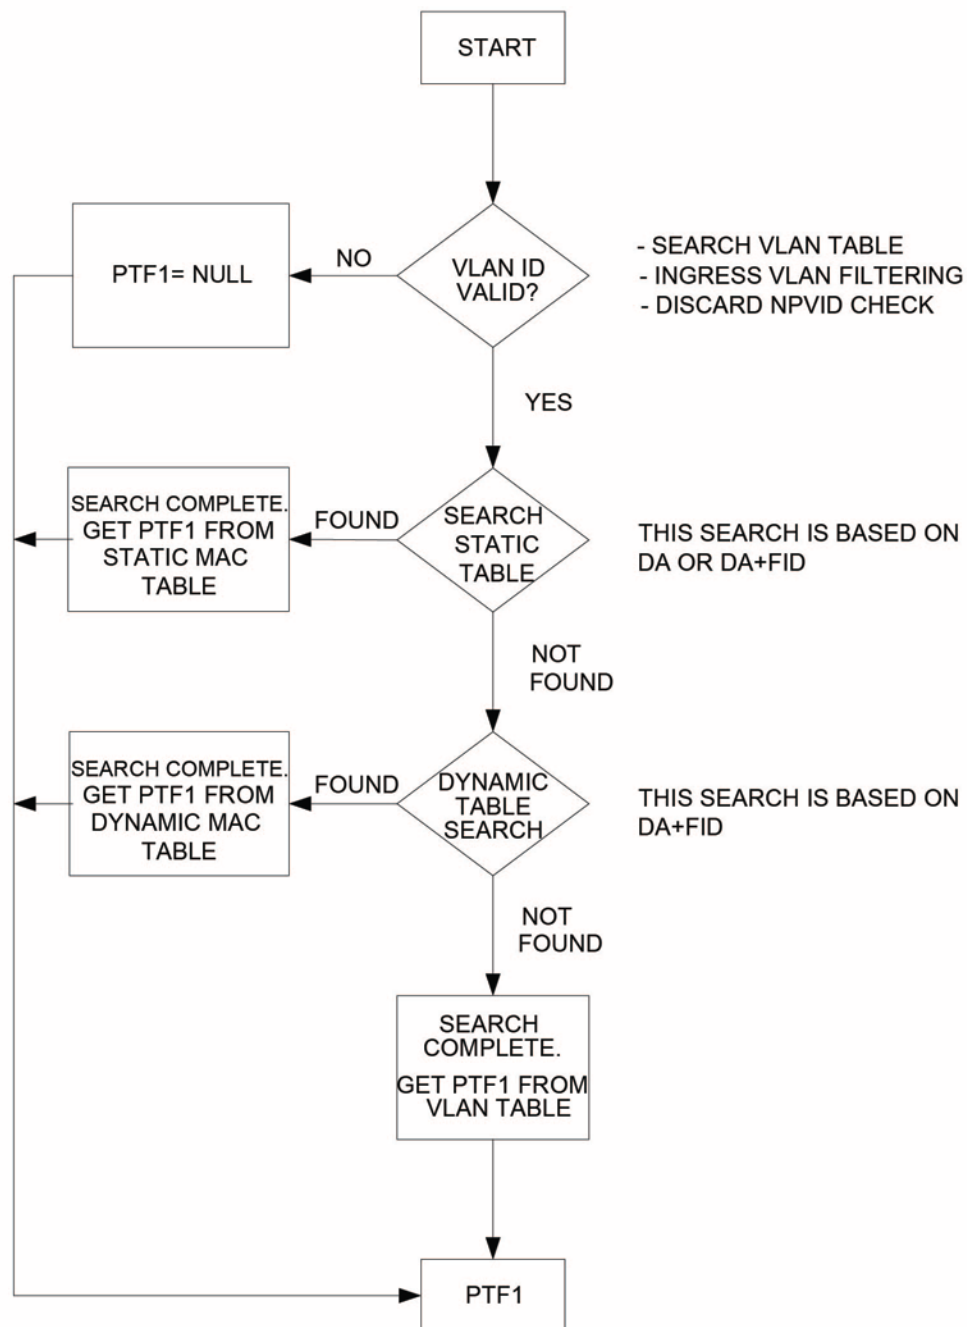 START
NO
PTF1= NULL
VLAN ID
VALID?
- SEARCH VLAN TABLE
- INGRESS VLAN FILTERING
- DISCARD NPVID CHECK
YES
SEARCH COMPLETE.
GET PTF1 FROM
STATIC MAC
TABLE
FOUND
SEARCH
STATIC
TABLE
THIS SEARCH IS BASED ON
DA OR DA+FID
NOT
FOUND
SEARCH COMPLETE.
GET PTF1 FROM
DYNAMIC MAC
TABLE
FOUND
DYNAMIC
TABLE
SEARCH
THIS SEARCH IS BASED ON
DA+FID
NOT
FOUND
SEARCH
COMPLETE.
GET PTF1 FROM
VLAN TABLE
PTF1